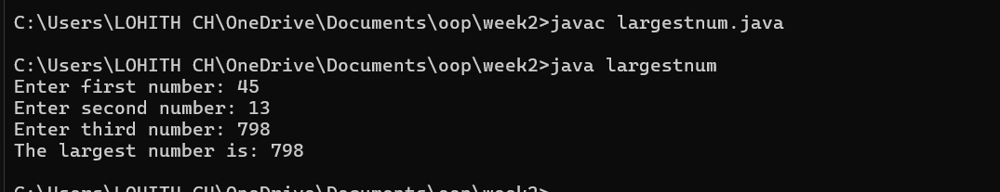 C:\Users\LOHITH CH\OneDrive\Documents\oop\week2>javac largestnum.java
C:\Users\LOHITH CH\OneDrive\Documents\oop\week2>java largestnum
Enter first number: 45
Enter second number: 13
Enter third number: 798
The largest number is: 798
C:\Users\LOHITH CH\OneDrive\Documents\oop\week2>